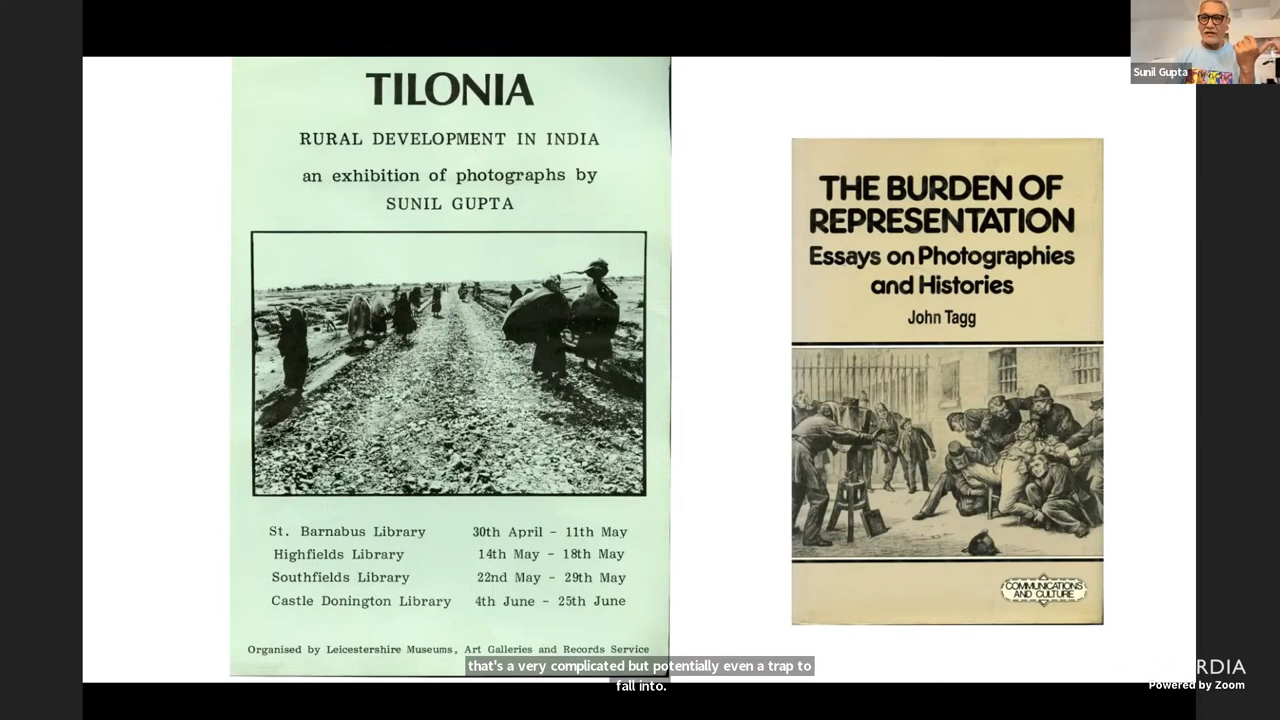 TILONIA
RURAL DEVELOPMENT IN INDIA
an exhibition of photographs by
SUNIL GUPTA
St. Barnabus Library 30th April - 11th May
Highfields Library 14th May - 18th May
Southfields Library 22nd May - 29th May
Castle Donington Library 4th June - 25th June
Organised by Leicestershire Museums, Art Galleries and Records Service
THE BURDEN OF
REPRESENTATION
Essays on Photographies
and Histories
John Tagg
COMMUNICATIONS
AND CULTURE
Sunil Gupta
that's a very complicated but potentially even a trap to
fall into.
RDIA
Powered by Zoom